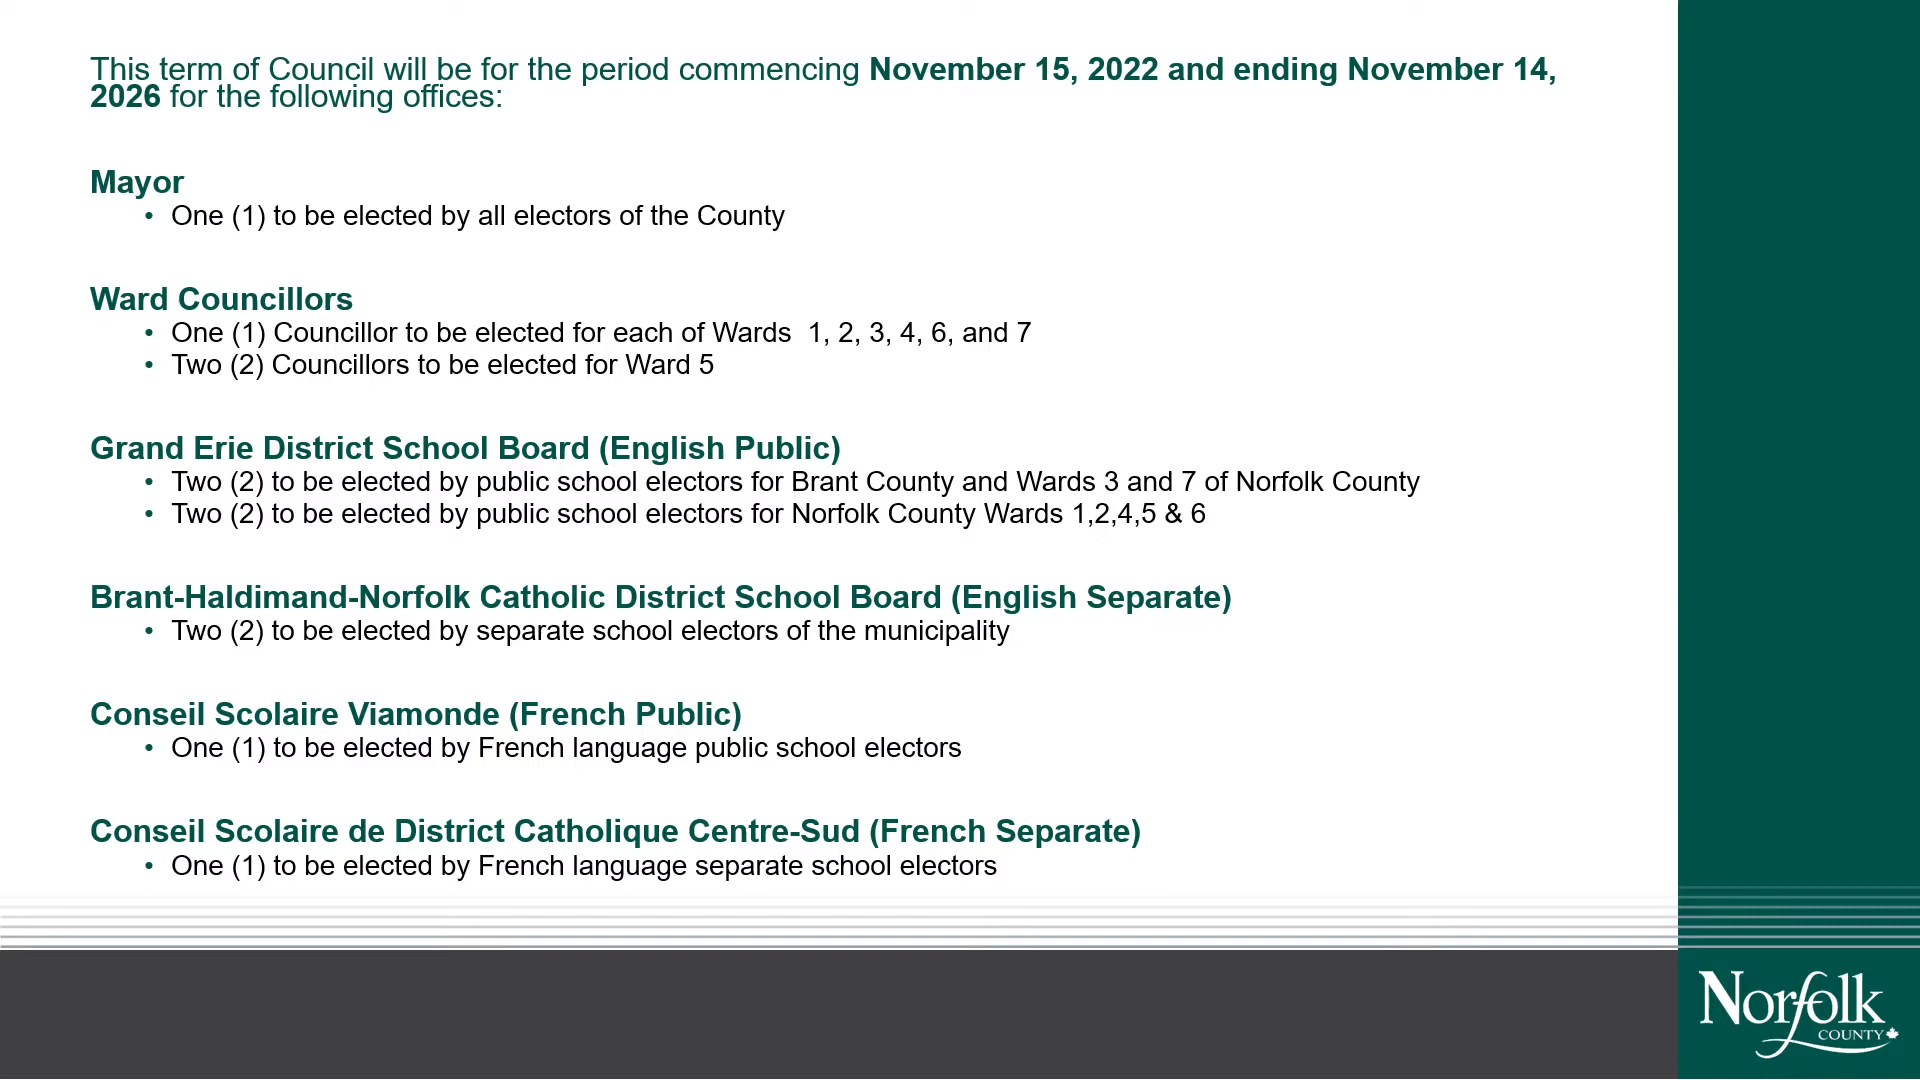 This term of Council will be for the period commencing November 15, 2022 and ending November 14,
2026 for the following offices:
Mayor
• One (1) to be elected by all electors of the County
Ward Councillors
• One (1) Councillor to be elected for each of Wards  1, 2, 3, 4, 6, and 7
• Two (2) Councillors to be elected for Ward 5
Grand Erie District School Board (English Public)
• Two (2) to be elected by public school electors for Brant County and Wards 3 and 7 of Norfolk County
• Two (2) to be elected by public school electors for Norfolk County Wards 1,2,4,5 & 6
Brant-Haldimand-Norfolk Catholic District School Board (English Separate)
• Two (2) to be elected by separate school electors of the municipality
Conseil Scolaire Viamonde (French Public)
• One (1) to be elected by French language public school electors
Conseil Scolaire de District Catholique Centre-Sud (French Separate)
• One (1) to be elected by French language separate school electors
Norfolk
COUNTY